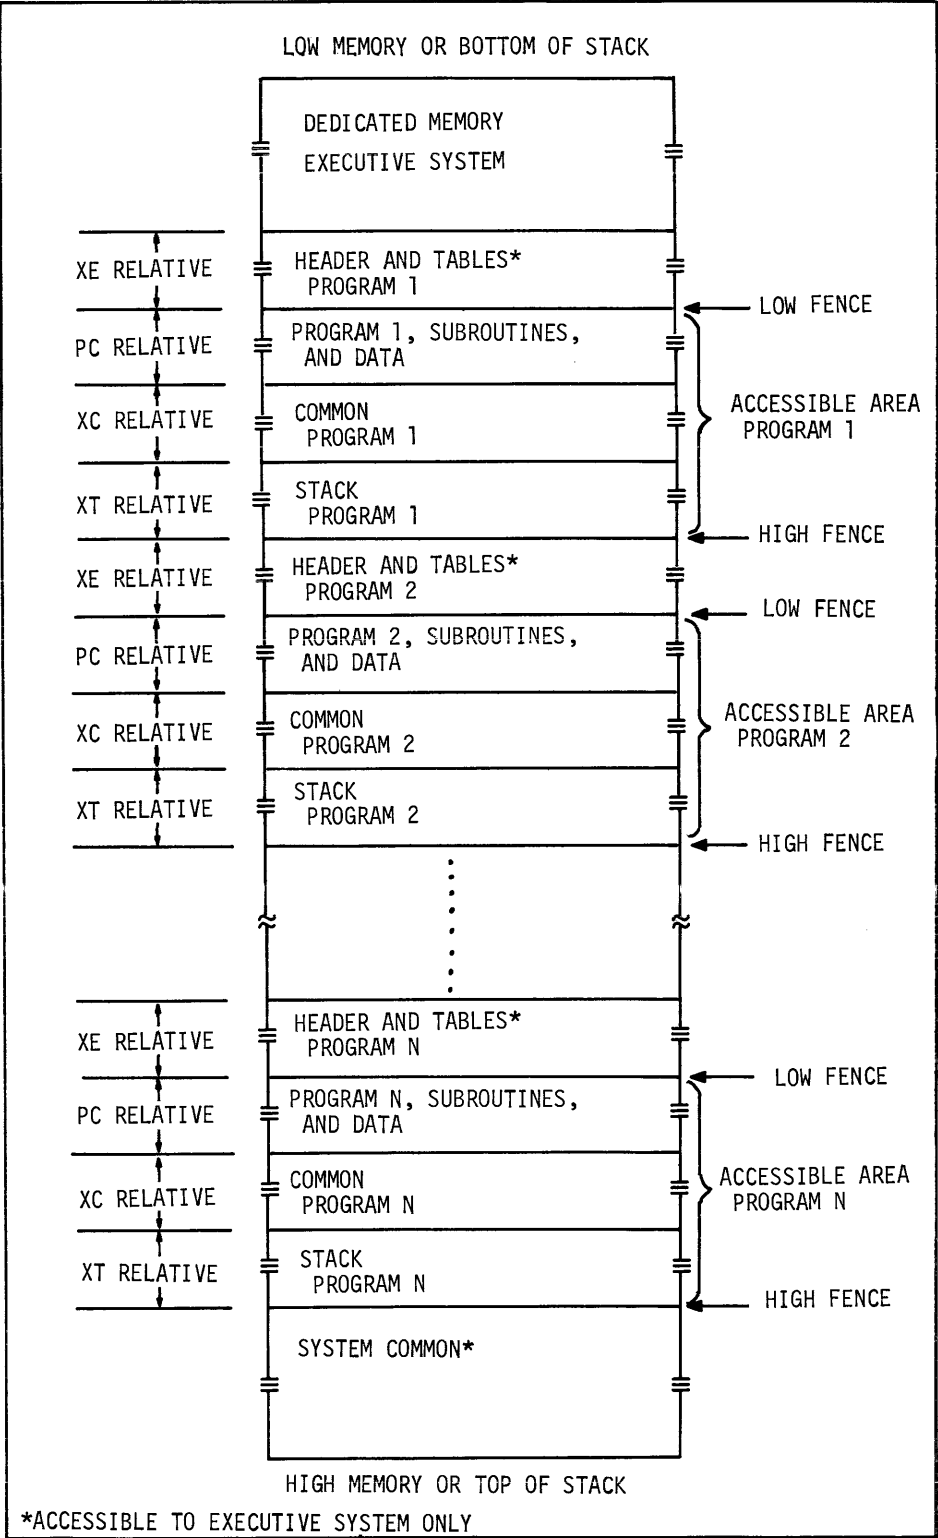 LOW MEMORY OR BOTTOM OF STACK
DEDICATED MEMORY
EXECUTIVE SYSTEM
XE RELATIVE
HEADER AND TABLES*
PROGRAM 1
LOW FENCE
PC RELATIVE
PROGRAM 1, SUBROUTINES,
AND DATA
XC RELATIVE
COMMON
PROGRAM 1
ACCESSIBLE AREA
PROGRAM 1
XT RELATIVE
STACK
PROGRAM 1
HIGH FENCE
XE RELATIVE
HEADER AND TABLES*
PROGRAM 2
LOW FENCE
PC RELATIVE
PROGRAM 2, SUBROUTINES,
AND DATA
XC RELATIVE
COMMON
PROGRAM 2
ACCESSIBLE AREA
PROGRAM 2
XT RELATIVE
STACK
PROGRAM 2
HIGH FENCE
XE RELATIVE
HEADER AND TABLES*
PROGRAM N
LOW FENCE
PC RELATIVE
PROGRAM N, SUBROUTINES,
AND DATA
XC RELATIVE
COMMON
PROGRAM N
ACCESSIBLE AREA
PROGRAM N
XT RELATIVE
STACK
PROGRAM N
HIGH FENCE
SYSTEM COMMON*
HIGH MEMORY OR TOP OF STACK
*ACCESSIBLE TO EXECUTIVE SYSTEM ONLY